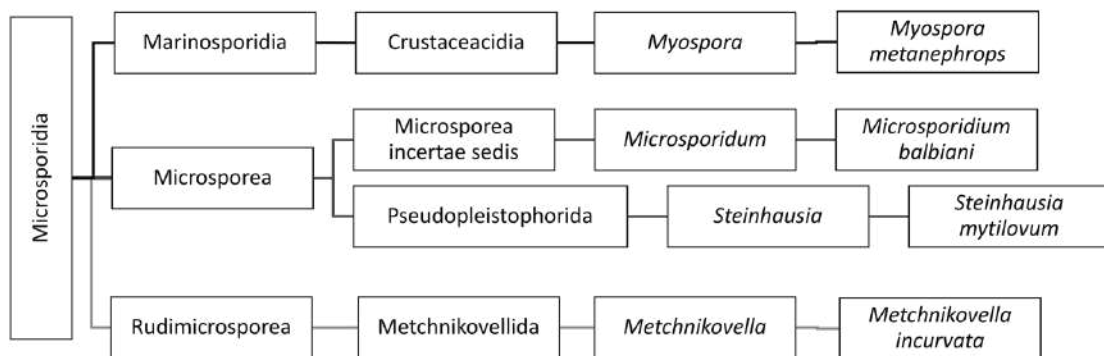 Microsporidia
Marinosporidia
Crustaceacidia
Myospora
Myospora
metanephrops
Microsporea
Microsporea
incertae sedis
Microsporidum
Microsporidium
balbiani
Pseudopleistophorida
Steinhausia
Steinhausia
mytilovum
Rudimicrosporea
Metchnikovellida
Metchnikovella
Metchnikovella
incurvata